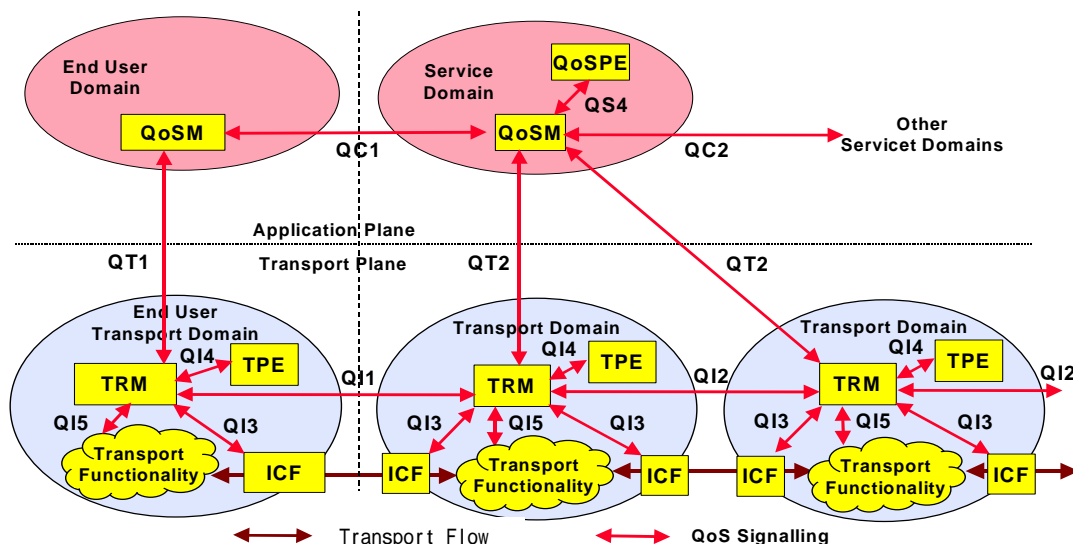 End User
Domain
QoSM
QC1
Service
Domain
QoSPE
QS4
QoSM
QC2
Other
Servicet Domains
Application Plane
Transport Plane
QT1
QT2
QT2
End User
Transport Domain
QI4
TPE
TRM
QI1
QI5
QI3
Transport
Functionality
ICF
Transport Domain
QI4
TPE
TRM
QI2
QI3
QI5
QI3
ICF
Transport
Functionality
ICF
Transport Domain
QI4
TPE
TRM
QI2
QI3
QI5
QI3
ICF
Transport
Functionality
ICF
Transport Flow
QoS Signalling